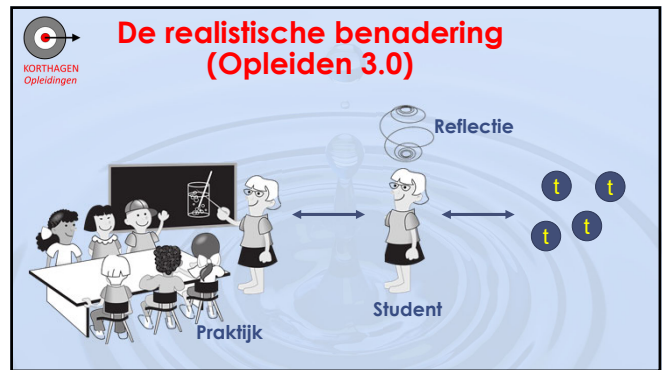 De realistische benadering
(Opleiden 3.0)
KORTHAGEN
Opleidingen
Reflectie
t
t
t
t
Student
Praktijk